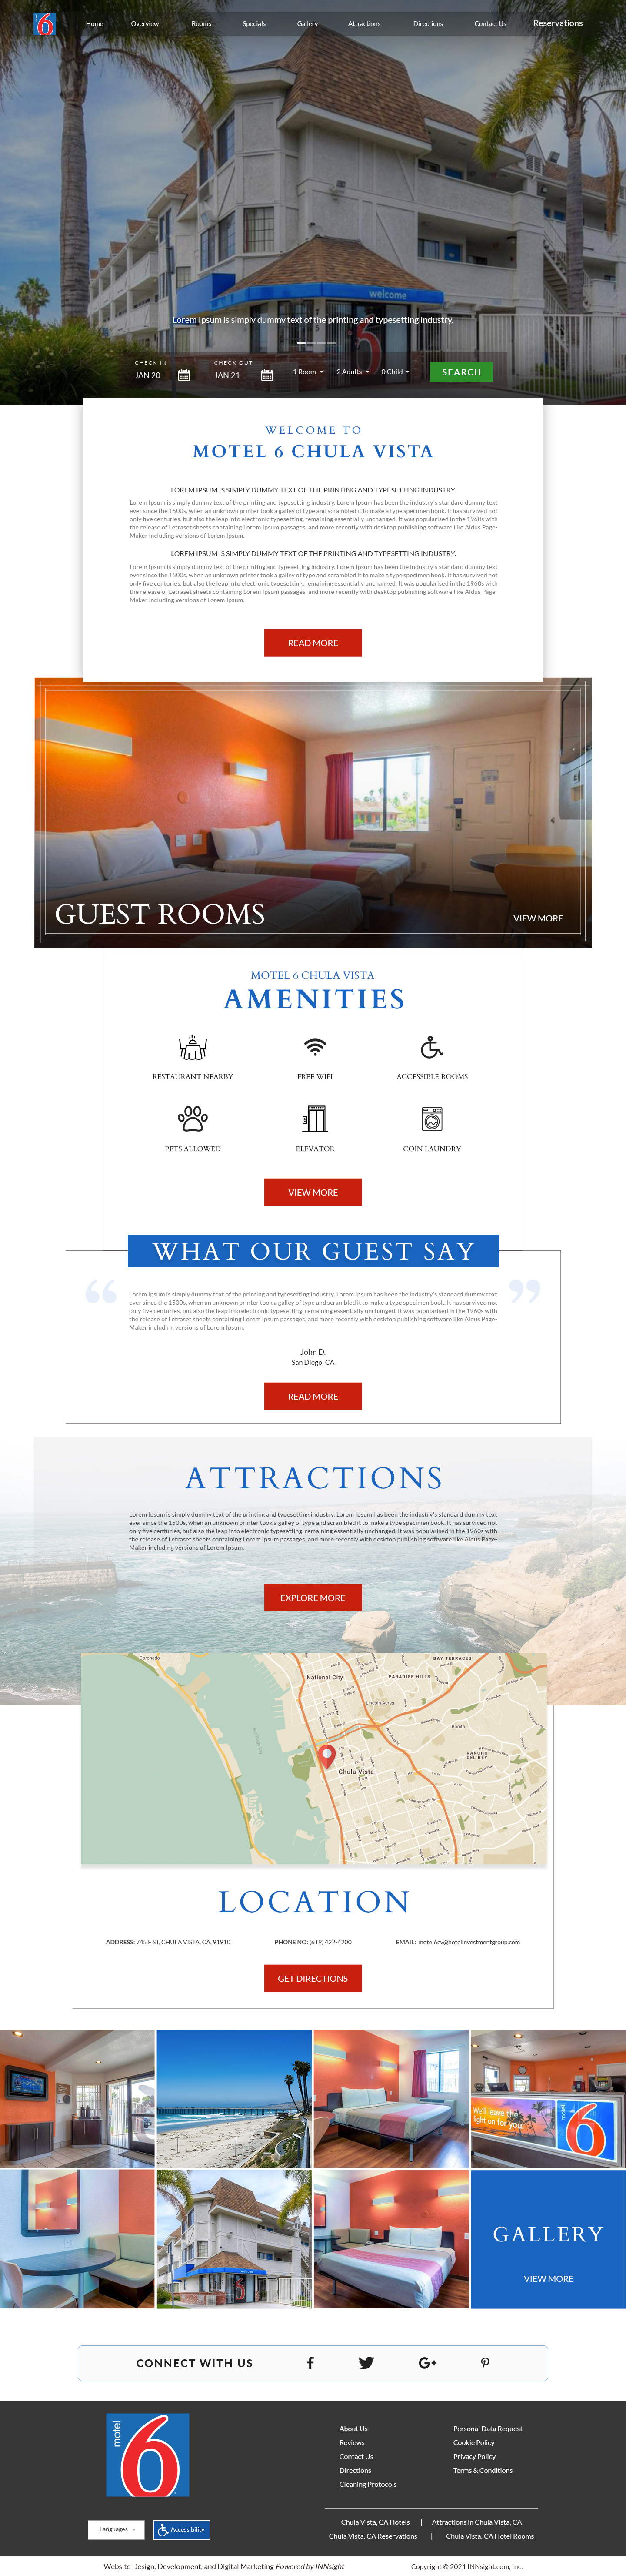 6
Home Overview Rooms Specials Gallery Attractions Directions Contact Us Reservations
welcome
6
Lorem Ipsum is simply dummy text of the printing and typesetting industry.
CHECK IN
JAN 20
CHECK OUT
JAN 21
1 Room
2 Adults
0 Child
SEARCH
WELCOME TO
MOTEL 6 CHULA VISTA
LOREM IPSUM IS SIMPLY DUMMY TEXT OF THE PRINTING AND TYPESETTING INDUSTRY.
Lorem Ipsum is simply dummy text of the printing and typesetting industry. Lorem Ipsum has been the industry's standard dummy text
ever since the 1500s, when an unknown printer took a galley of type and scrambled it to make a type specimen book. It has survived not
only five centuries, but also the leap into electronic typesetting, remaining essentially unchanged. It was popularised in the 1960s with
the release of Letraset sheets containing Lorem Ipsum passages, and more recently with desktop publishing software like Aldus Page-
Maker including versions of Lorem Ipsum.
LOREM IPSUM IS SIMPLY DUMMY TEXT OF THE PRINTING AND TYPESETTING INDUSTRY.
Lorem Ipsum is simply dummy text of the printing and typesetting industry. Lorem Ipsum has been the industry's standard dummy text
ever since the 1500s, when an unknown printer took a galley of type and scrambled it to make a type specimen book. It has survived not
only five centuries, but also the leap into electronic typesetting, remaining essentially unchanged. It was popularised in the 1960s with
the release of Letraset sheets containing Lorem Ipsum passages, and more recently with desktop publishing software like Aldus Page-
Maker including versions of Lorem Ipsum.
READ MORE
GUEST ROOMS
VIEW MORE
MOTEL 6 CHULA VISTA
AMENITIES
RESTAURANT NEARBY
FREE WIFI
ACCESSIBLE ROOMS
PETS ALLOWED
ELEVATOR
COIN LAUNDRY
VIEW MORE
WHAT OUR GUEST SAY
Lorem Ipsum is simply dummy text of the printing and typesetting industry. Lorem Ipsum has been the industry's standard dummy text
ever since the 1500s, when an unknown printer took a galley of type and scrambled it to make a type specimen book. It has survived not
only five centuries, but also the leap into electronic typesetting, remaining essentially unchanged. It was popularised in the 1960s with
the release of Letraset sheets containing Lorem Ipsum passages, and more recently with desktop publishing software like Aldus Page-
Maker including versions of Lorem Ipsum.
John D.
San Diego, CA
READ MORE
ATTRACTIONS
Lorem Ipsum is simply dummy text of the printing and typesetting industry. Lorem Ipsum has been the industry's standard dummy text
ever since the 1500s, when an unknown printer took a galley of type and scrambled it to make a type specimen book. It has survived not
only five centuries, but also the leap into electronic typesetting, remaining essentially unchanged. It was popularised in the 1960s with
the release of Letraset sheets containing Lorem Ipsum passages, and more recently with desktop publishing software like Aldus Page-
Maker including versions of Lorem Ipsum.
EXPLORE MORE
Coronado
BAY TERRACES
National City
PARADISE HILLS
Lincoln Acres
Bonita
RANCHO
DEL REY
Chula Vista
LOCATION
ADDRESS: 745 E ST, CHULA VISTA, CA, 91910
PHONE NO: (619) 422-4200
EMAIL: motel6cv@hotelinvestmentgroup.com
GET DIRECTIONS
We'll leave the
light on for you.
motel
6
GALLERY
VIEW MORE
CONNECT WITH US
G+
motel
6
About Us
Reviews
Contact Us
Directions
Cleaning Protocols
Personal Data Request
Cookie Policy
Privacy Policy
Terms & Conditions
Languages
Accessibility
Chula Vista, CA Hotels | Attractions in Chula Vista, CA
Chula Vista, CA Reservations | Chula Vista, CA Hotel Rooms
Website Design, Development, and Digital Marketing Powered by INNsight
Copyright © 2021 INNsight.com, Inc.